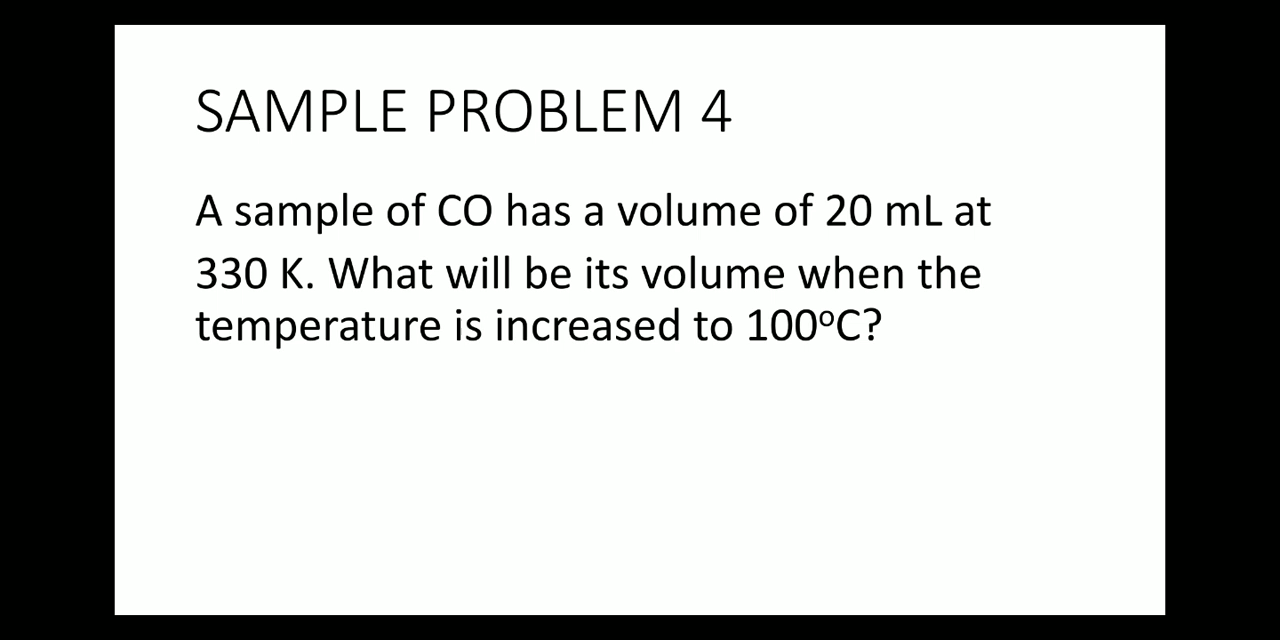 SAMPLE PROBLEM 4
A sample of CO has a volume of 20 mL at
330 K. What will be its volume when the
temperature is increased to 100ºC?